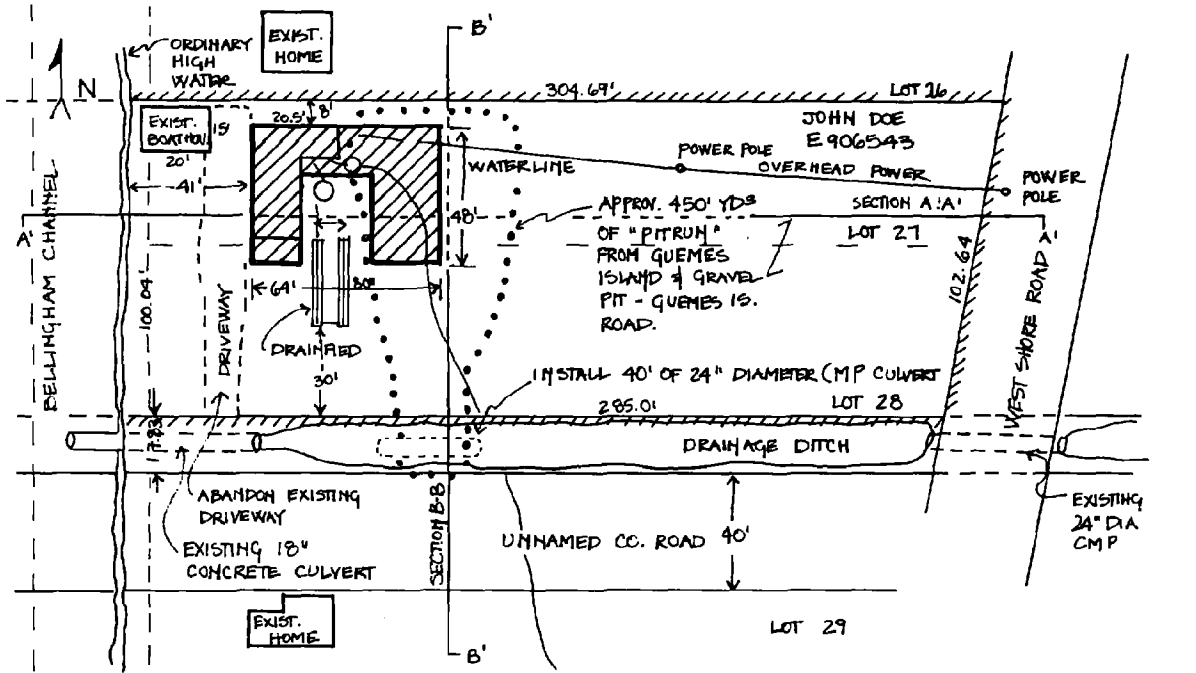 ORDINARY
HIGH
WATER
EXIST.
HOME
B'
N
304.69'
LOT 26
EXIST.
BOATHOU.
15'
20'
20.5'
8'
JOHN DOE
E906543
WATERLINE
POWER POLE
OVERHEAD POWER
POWER
POLE
41'
48'
SECTION A'A'
A'
A'
LOT 27
APPROV. 450' YDS
OF "PITRUN"
FROM GUEMES
ISLAND & GRAVEL
PIT - GUEMES IS.
ROAD.
BELLINGHAM CHANNEL
100.04'
DRIVEWAY
64'
30"
DRAINFIED
30'
102.64
WEST SHORE ROAD
INSTALL 40' OF 24" DIAMETER CMP CULVERT
285.01
LOT 28
17.83'
DRAINAGE DITCH
ABANDON EXISTING
DRIVEWAY
EXISTING 18"
CONCRETE CULVERT
SECTION B-B
UNNAMED CO. ROAD 40'
EXISTING
24" DIA
CMP
EXIST.
HOME
B'
LOT 29